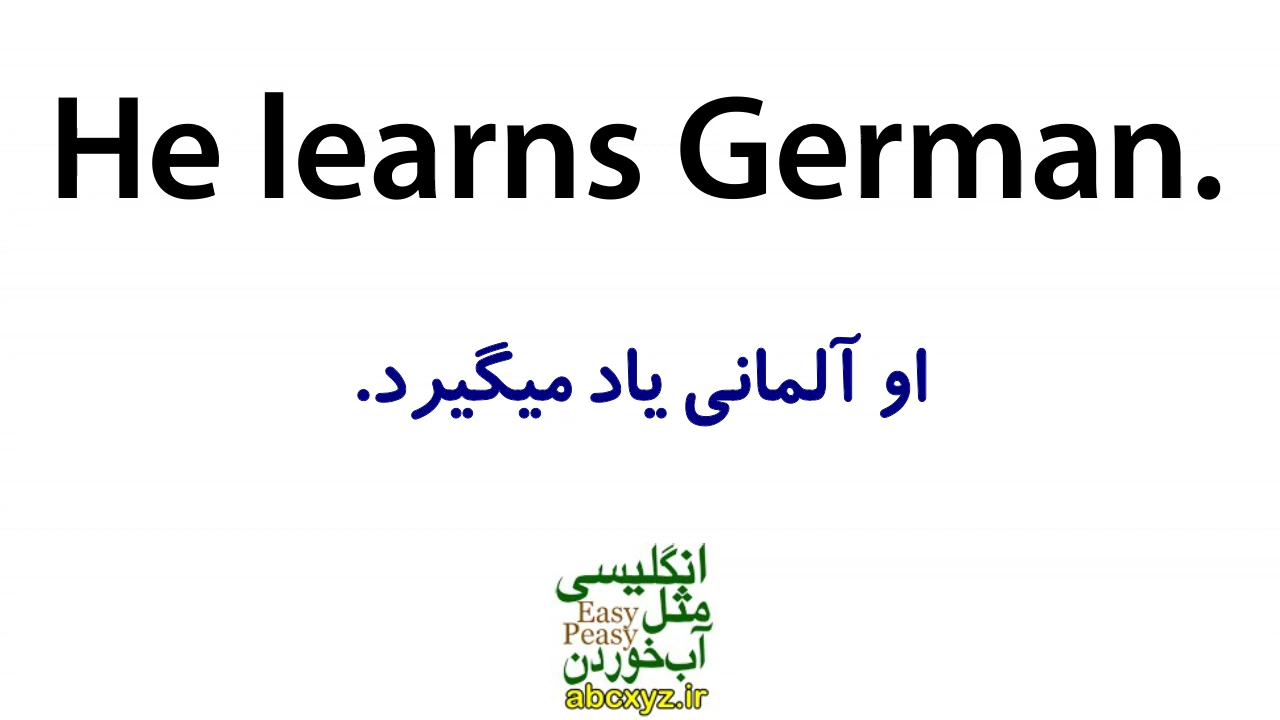 He learns German.
او آلمانی یاد میگیرد.
انگلیسی
مثل
Easy
Peasy
آب خوردن
abcxyz.ir